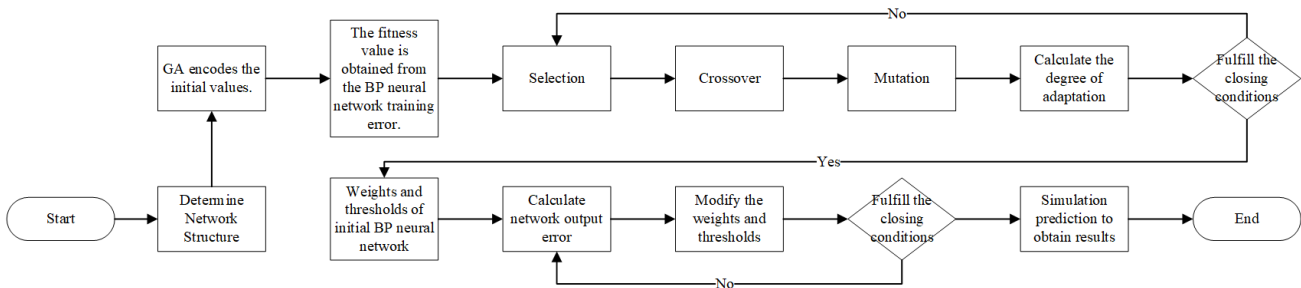 No
GA encodes the
initial values.
The fitness
value is
obtained from
the BP neural
network training
error.
Selection
Crossover
Mutation
Calculate the
degree of
adaptation
Fulfill the
closing
conditions
Yes
Start
Determine
Network
Structure
Weights and
thresholds of
initial BP neural
network
Calculate
network output
error
Modify the
weights and
thresholds
Fulfill the
closing
conditions
Simulation
prediction to
obtain results
End
No